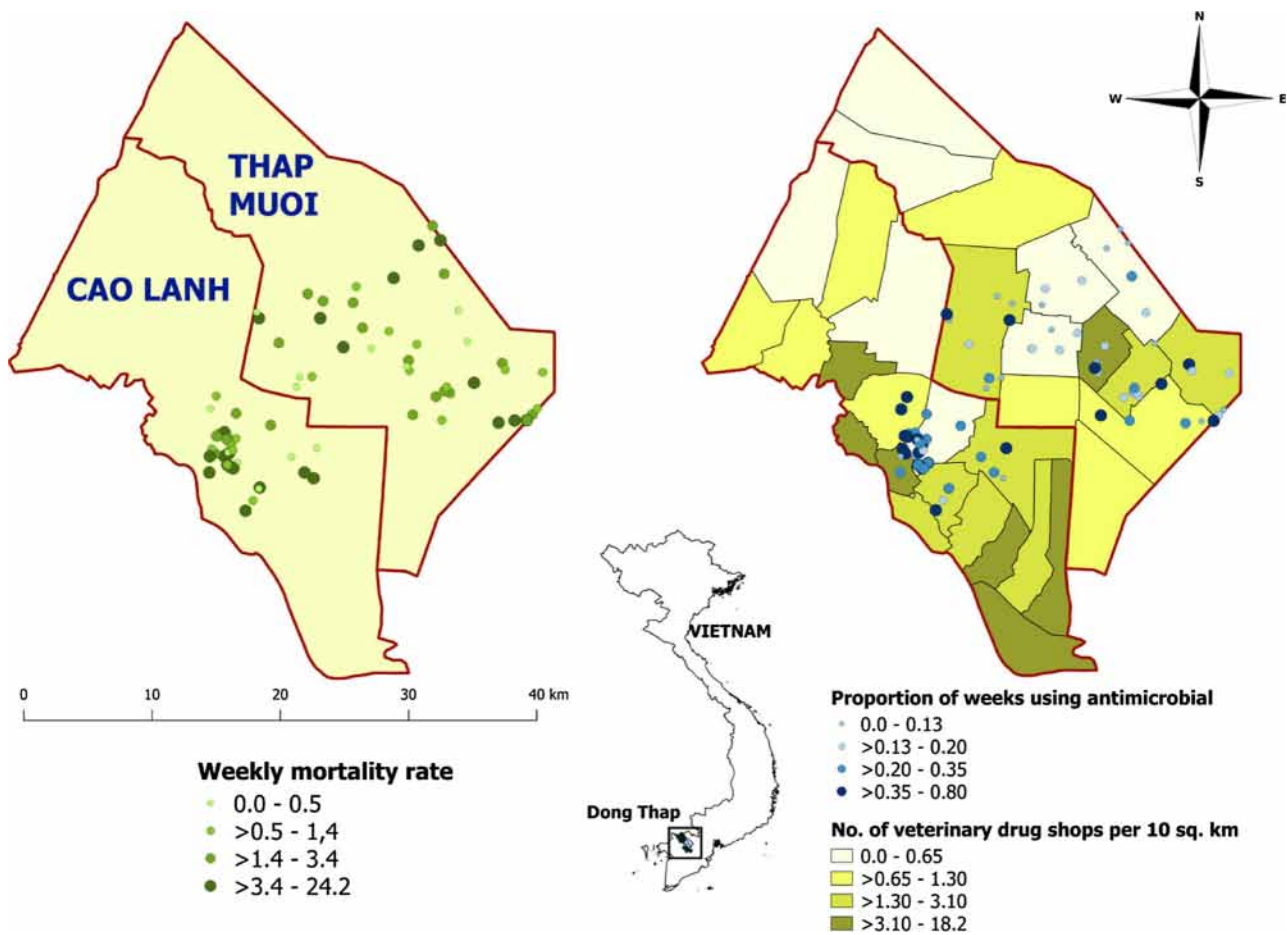 N
W
E
S
THAP
MUOI
CAO LANH
0 10 20 30 40 km
VIETNAM
Dong Thap
Weekly mortality rate
0.0 - 0.5
>0.5 - 1,4
>1.4 - 3.4
>3.4 - 24.2
Proportion of weeks using antimicrobial
0.0 - 0.13
>0.13 - 0.20
>0.20 - 0.35
>0.35 - 0.80
No. of veterinary drug shops per 10 sq. km
0.0 - 0.65
>0.65 - 1.30
>1.30 - 3.10
>3.10 - 18.2